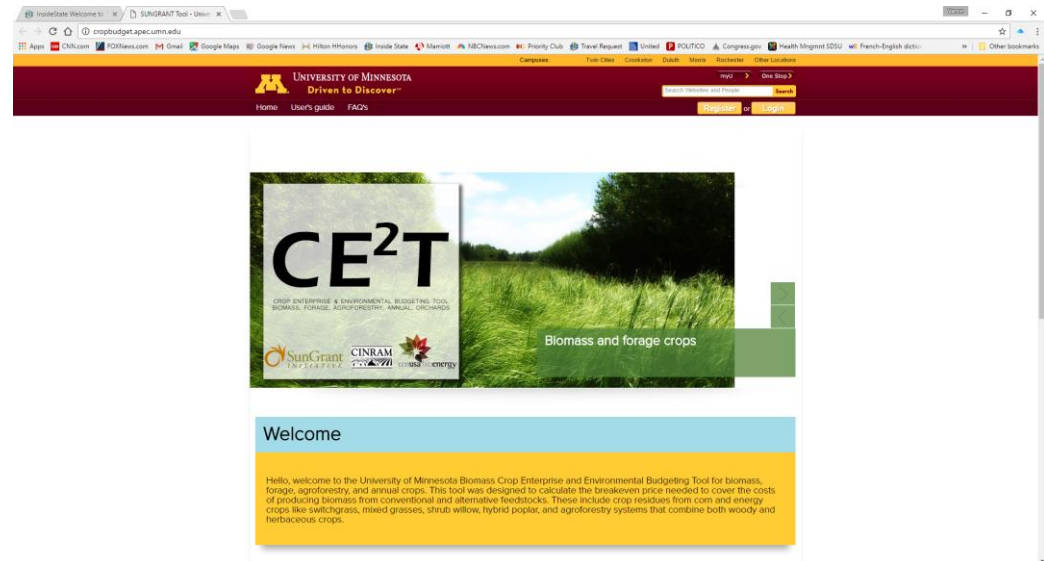 InsideState Welcome to
SUNGRANT Tool - Unive
cropbudget.apec.umn.edu
Apps CNN.com FOXNews.com Gmail Google Maps Google News Hilton HHonors Inside State Marriott NBCNews.com Priority Club Travel Request United POLITICO Congress.gov Health Mngmnt SDSU French-English dictio Other bookmarks
Campuses: Twin Cities Crookston Duluth Morris Rochester Other Locations
UNIVERSITY OF MINNESOTA
Driven to Discover
myU One Stop
Search Websites and People Search
Home User's guide FAQ's
Register or Login
CE2T
CROP ENTERPRISE & ENVIRONMENTAL BUDGETING TOOL
BIOMASS, FORAGE, AGROFORESTRY, ANNUAL, ORCHARDS
SunGrant
INITIATIVE
CINRAM
cenusa bioenergy
Biomass and forage crops
Welcome
Hello, welcome to the University of Minnesota Biomass Crop Enterprise and Environmental Budgeting Tool for biomass,
forage, agroforestry, and annual crops. This tool was designed to calculate the breakeven price needed to cover the costs
of producing biomass from conventional and alternative feedstocks. These include crop residues from corn and energy
crops like switchgrass, mixed grasses, shrub willow, hybrid poplar, and agroforestry systems that combine both woody and
herbaceous crops.